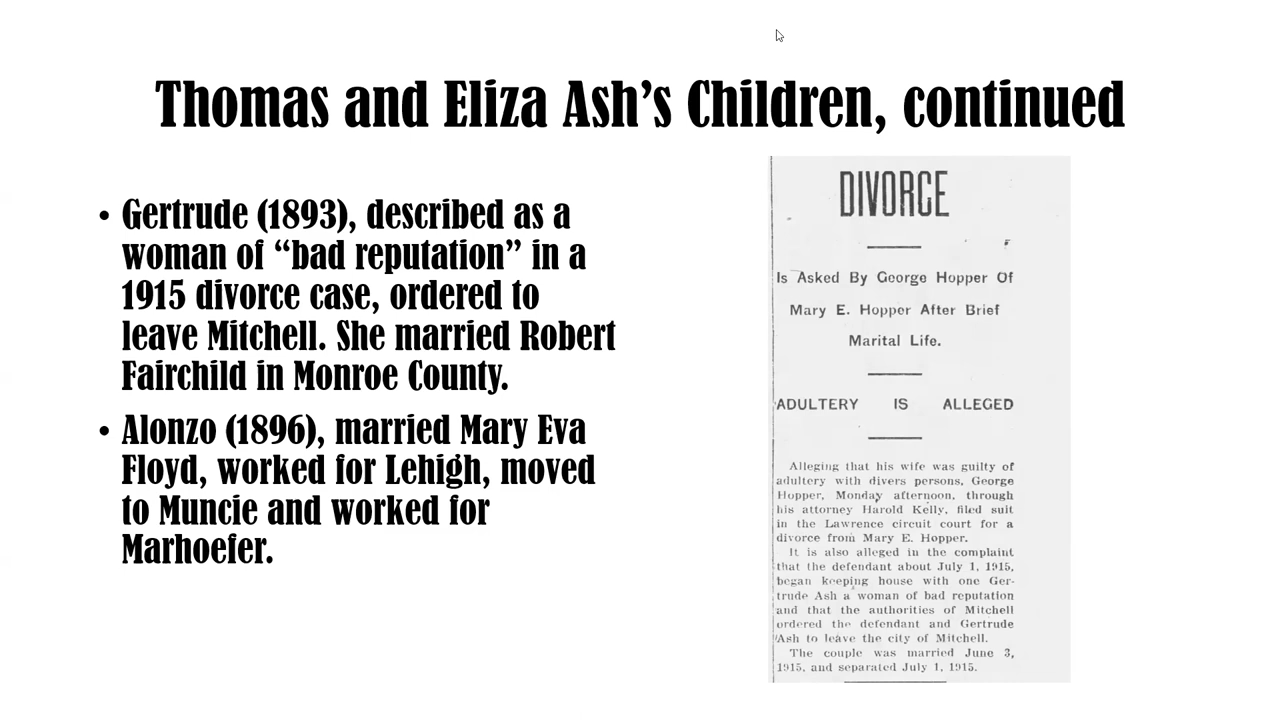 Thomas and Eliza Ash’s Children, continued
• Gertrude (1893), described as a
woman of “bad reputation” in a
1915 divorce case, ordered to
leave Mitchell. She married Robert
Fairchild in Monroe County.
• Alonzo (1896), married Mary Eva
Floyd, worked for Lehigh, moved
to Muncie and worked for
Marhoefer.
DIVORCE
Is Asked By George Hopper Of
Mary E. Hopper After Brief
Marital Life.
ADULTERY IS ALLEGED
Alleging that his wife was guilty of
adultery with divers persons, George
Hopper, Monday afternoon, through
his attorney Harold Kelly, filed suit
in the Lawrence circuit court for a
divorce from Mary E. Hopper.
It is also alleged in the complaint
that the defendant about July 1, 1915,
began keeping house with one Ger-
trude Ash a woman of bad reputation
and that the authorities of Mitchell
ordered the defendant and Gertrude
Ash to leave the city of Mitchell.
The couple was married June 3,
1915, and separated July 1, 1915.